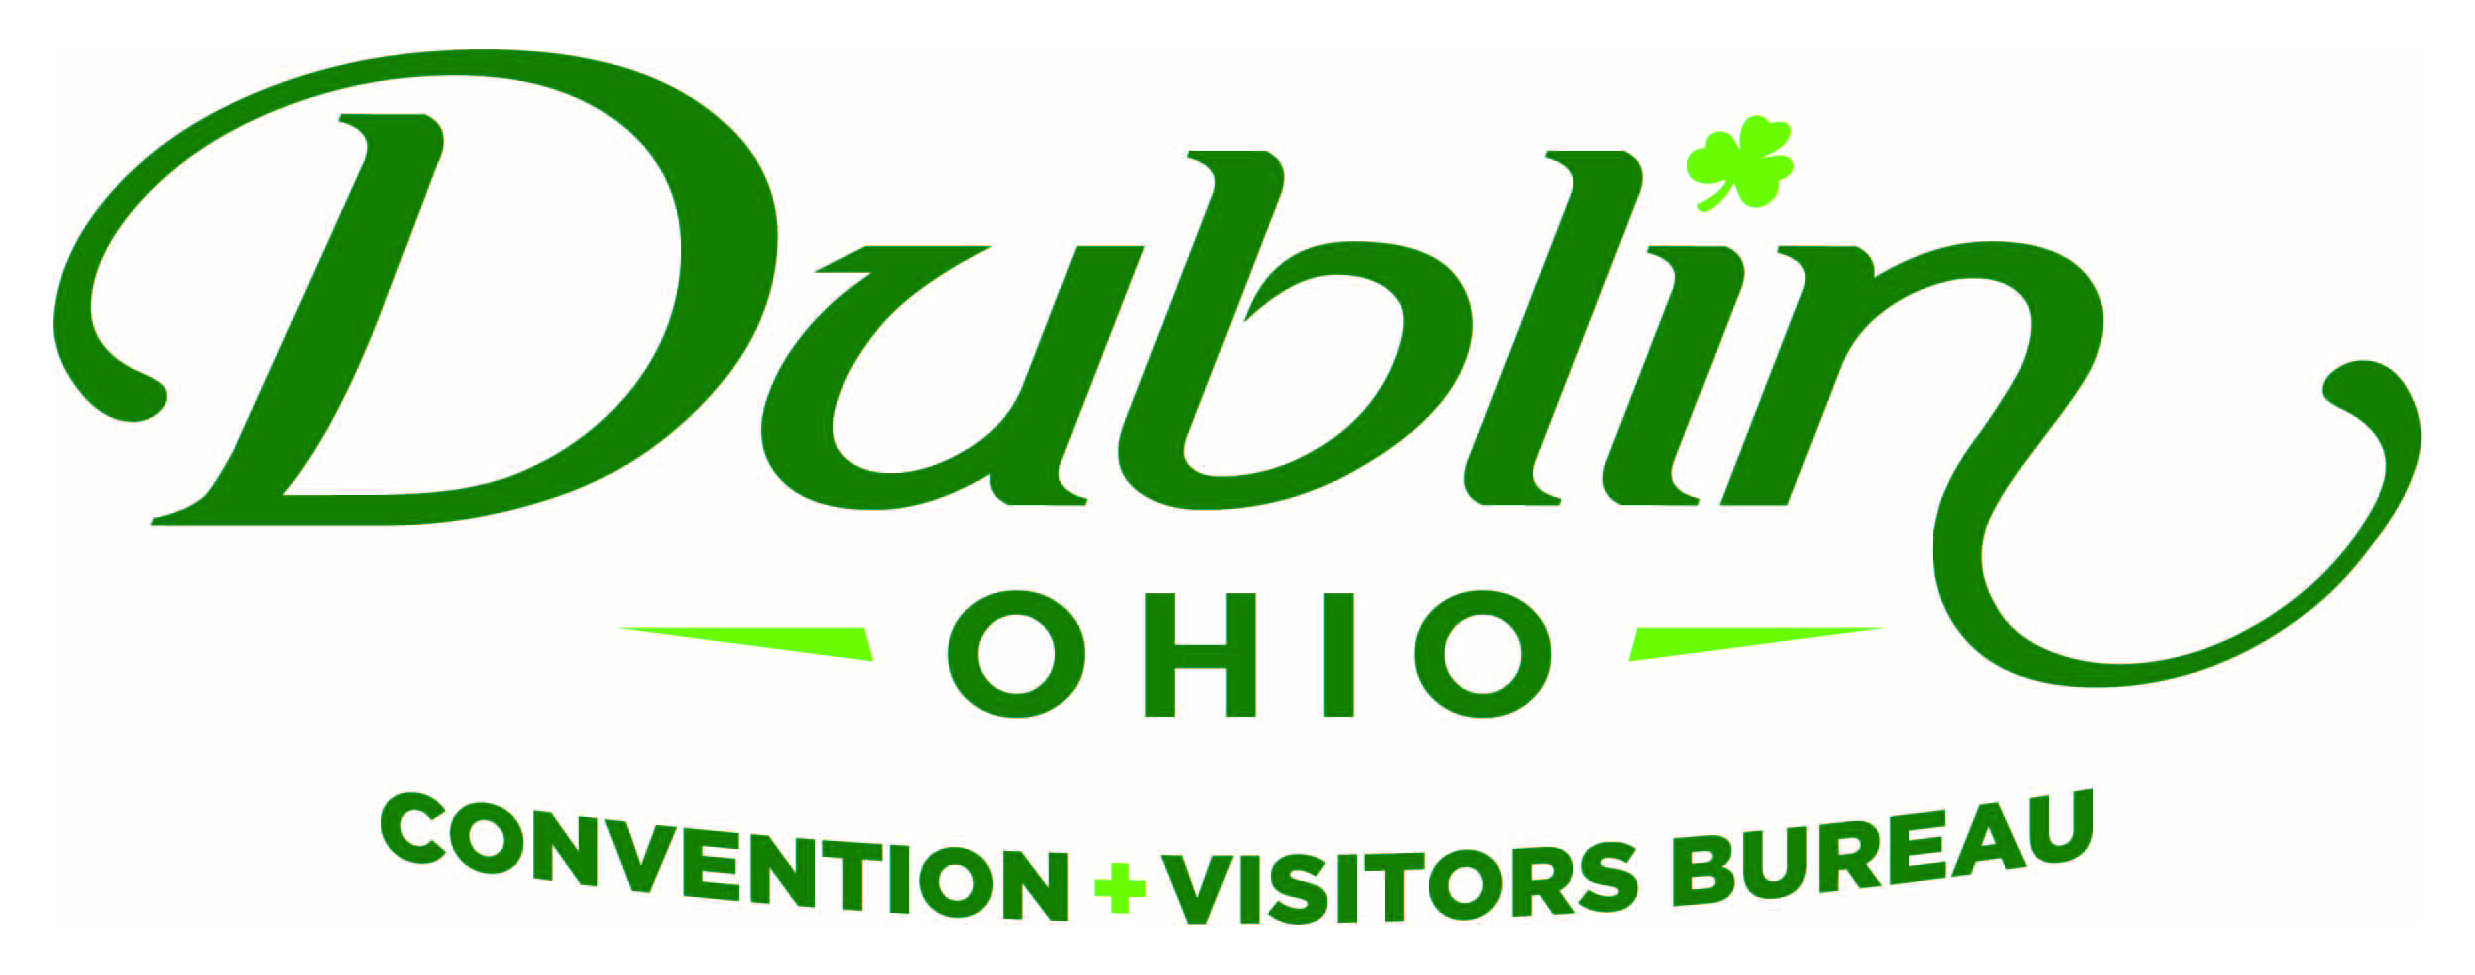 Dublin
OHIO
CONVENTION + VISITORS BUREAU